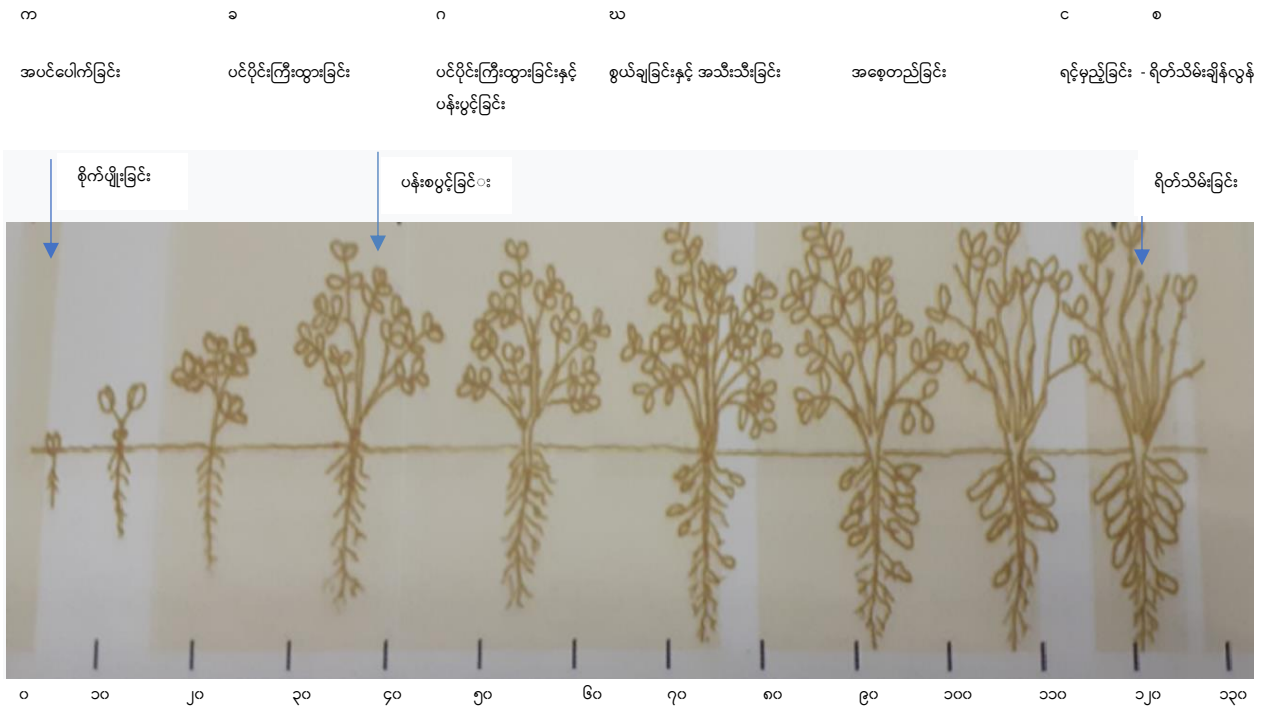 က ခ ဂ ဃ င စ
အပင်ပေါက်ခြင်း ပင်ပိုင်းကြီးထွားခြင်း ပင်ပိုင်းကြီးထွားခြင်းနှင့် စွယ်ချခြင်းနှင့် အသီးသီးခြင်း အစေ့တည်ခြင်း ရင့်မှည့်ခြင်း - ရိတ်သိမ်းချိန်လွန်
ပန်းပွင့်ခြင်း
စိုက်ပျိုးခြင်း ပန်းစပွင့်ခြင်း ရိတ်သိမ်းခြင်း
၀ ၁၀ ၂၀ ၃၀ ၄၀ ၅၀ ၆၀ ၇၀ ၈၀ ၉၀ ၁၀၀ ၁၁၀ ၁၂၀ ၁၃၀